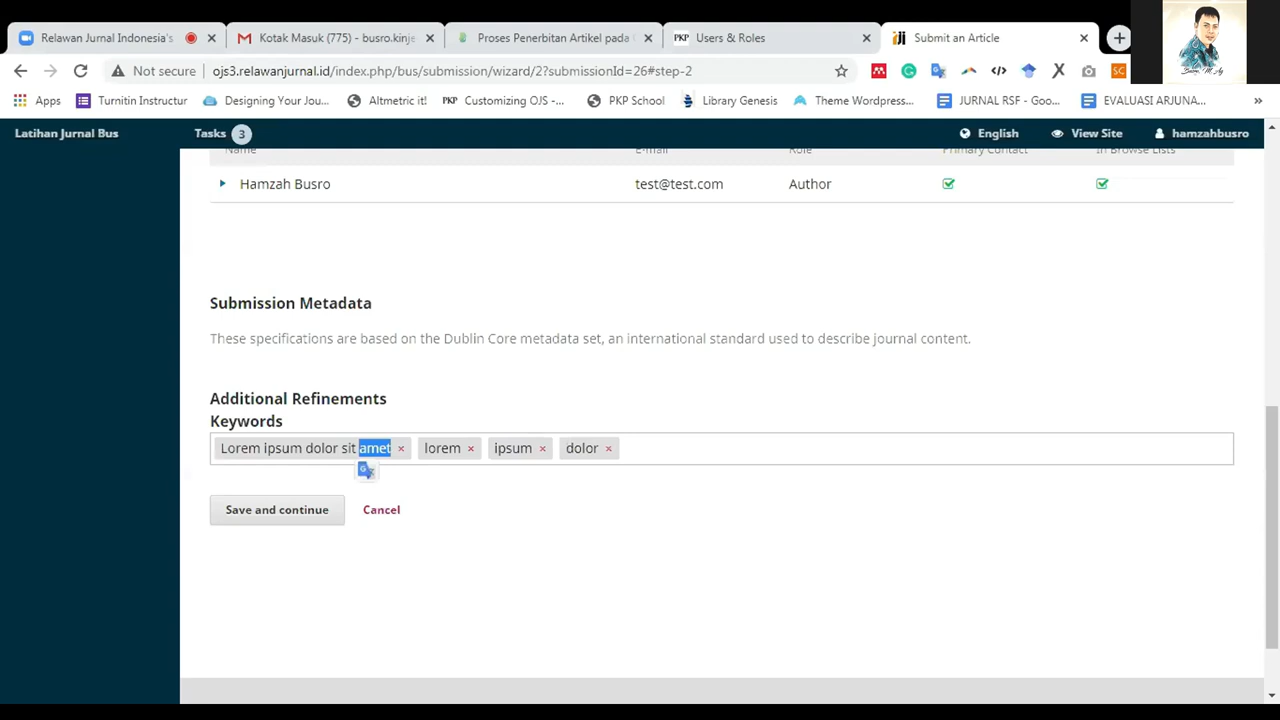 Relawan Jurnal Indonesia's
Kotak Masuk (775) - busro.kinje
Proses Penerbitan Artikel pada
PKP Users & Roles
Submit an Article
Not secure ojs3.relawanjurnal.id/index.php/bus/submission/wizard/2?submissionId=26#step-2
Apps Turnitin Instructur Designing Your Jou... Altmetric it! PKP Customizing OJS -... PKP School Library Genesis Theme Wordpress... JURNAL RSF - Goo... EVALUASI ARJUNA... »
Latihan Jurnal Bus Tasks 3 English View Site hamzahbusro
Name E-mail Role Primary Contact In Browse Lists
Hamzah Busro test@test.com Author
Submission Metadata
These specifications are based on the Dublin Core metadata set, an international standard used to describe journal content.
Additional Refinements
Keywords
Lorem ipsum dolor sit amet × lorem × ipsum × dolor ×
Save and continue Cancel